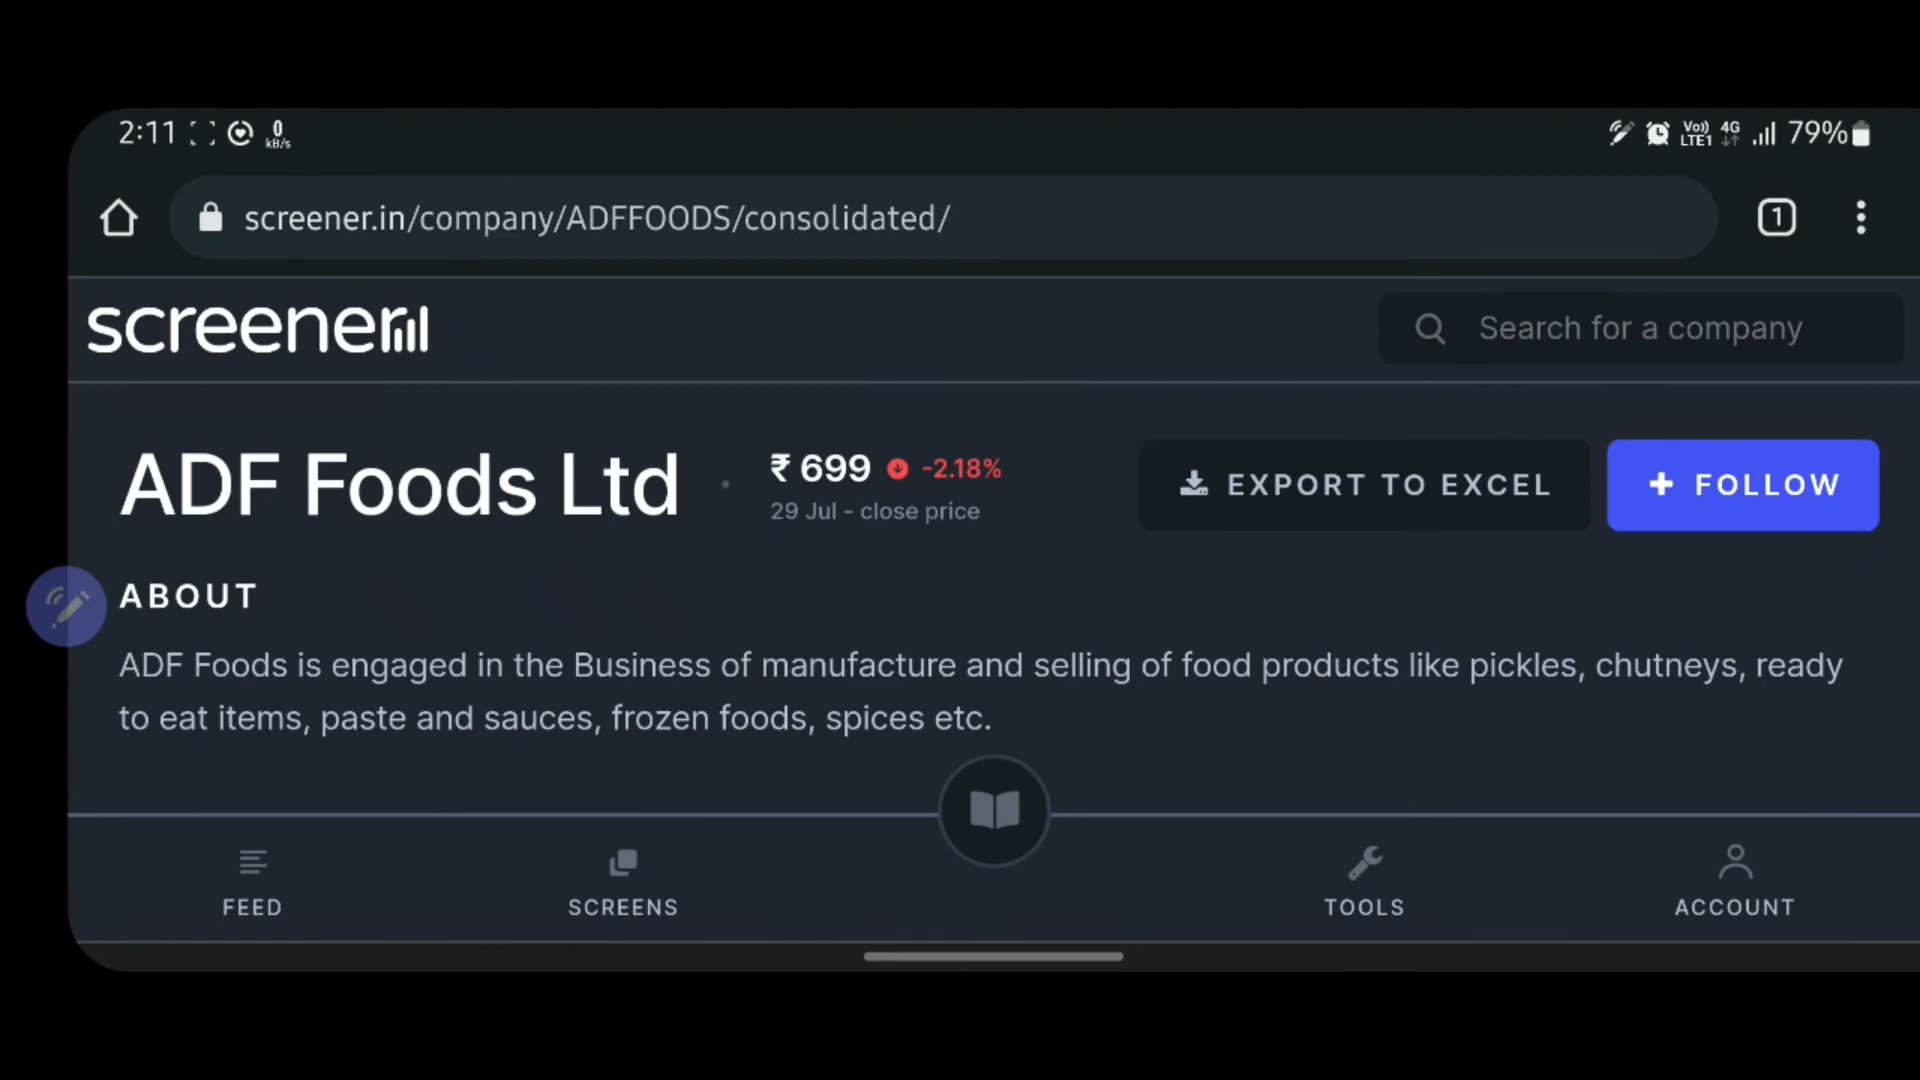 2:11 0 kB/s Vo)) LTE1 4G 79%
screener.in/company/ADFFOODS/consolidated/ 1
screener Search for a company
ADF Foods Ltd ₹ 699 -2.18%
29 Jul - close price
EXPORT TO EXCEL + FOLLOW
ABOUT
ADF Foods is engaged in the Business of manufacture and selling of food products like pickles, chutneys, ready
to eat items, paste and sauces, frozen foods, spices etc.
FEED SCREENS TOOLS ACCOUNT